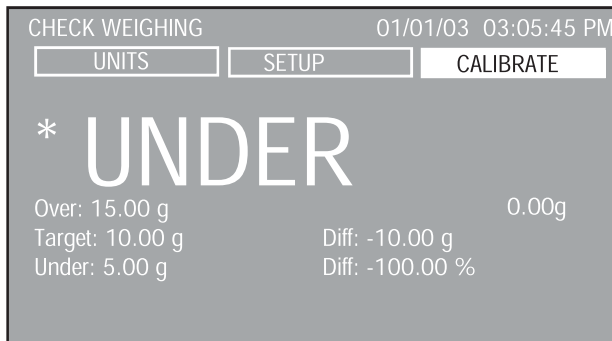 CHECK WEIGHING 01/01/03 03:05:45 PM
UNITS SETUP CALIBRATE
* UNDER
Over: 15.00 g 0.00g
Target: 10.00 g Diff: -10.00 g
Under: 5.00 g Diff: -100.00 %